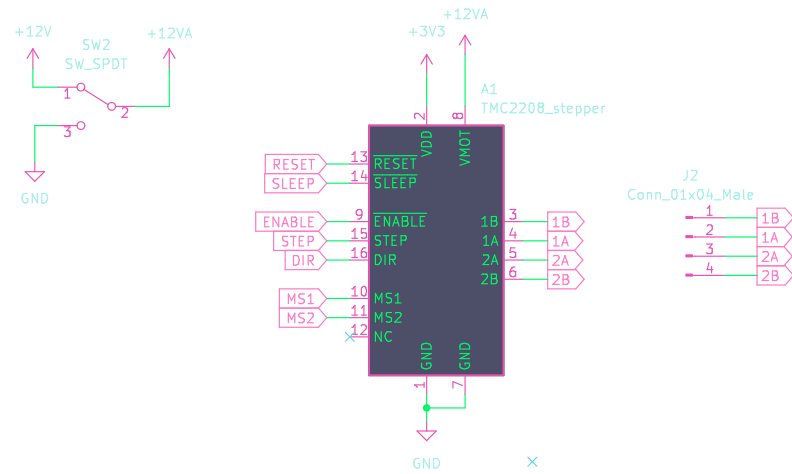 +12V
+12VA
SW2
SW_SPDT
1
2
3
GND
+12VA
+3V3
A1
TMC2208_stepper
2
8
VDD
VMOT
RESET
13
RESET
SLEEP
14
SLEEP
ENABLE
9
ENABLE
STEP
15
STEP
DIR
16
DIR
MS1
10
MS1
MS2
11
MS2
12
NC
1B
3
1B
1A
4
1A
2A
5
2A
2B
6
2B
GND
GND
1
7
GND
J2
Conn_01x04_Male
1
1B
2
1A
3
2A
4
2B